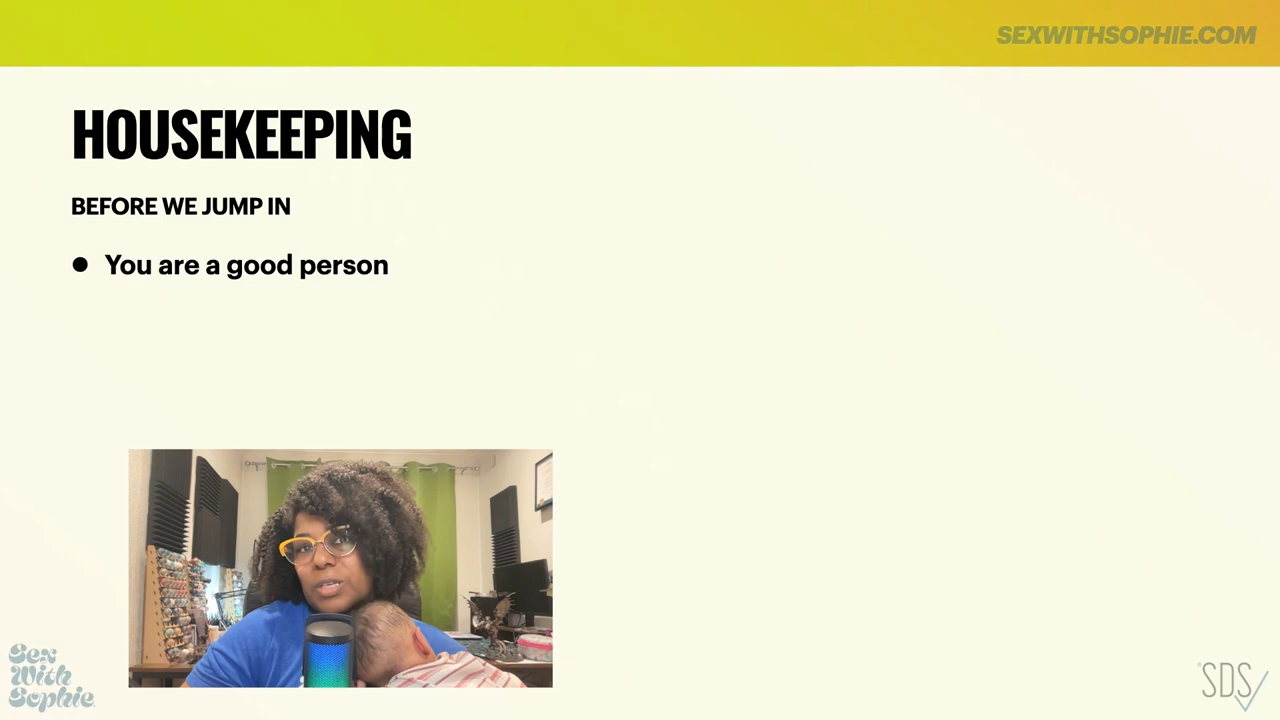 SEXWITHSOPHIE.COM
HOUSEKEEPING
BEFORE WE JUMP IN
● You are a good person
Sex
With
Sophie
SDS